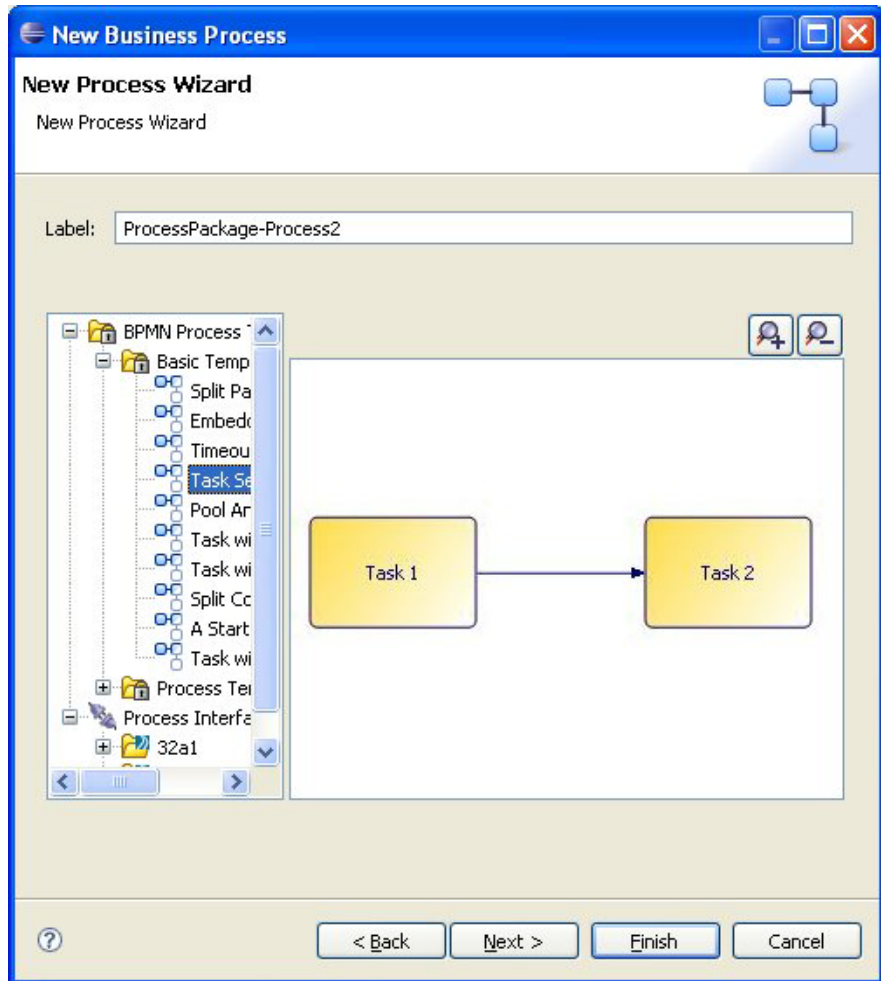 New Business Process
New Process Wizard
New Process Wizard
Label: ProcessPackage-Process2
BPMN Process
Basic Temp
Split Pa
Embed
Timeou
Task Se
Pool Ar
Task wi
Task wi
Split Co
A Start
Task wi
Process Te
Process Interfa
32a1
Task 1
Task 2
< Back
Next >
Finish
Cancel